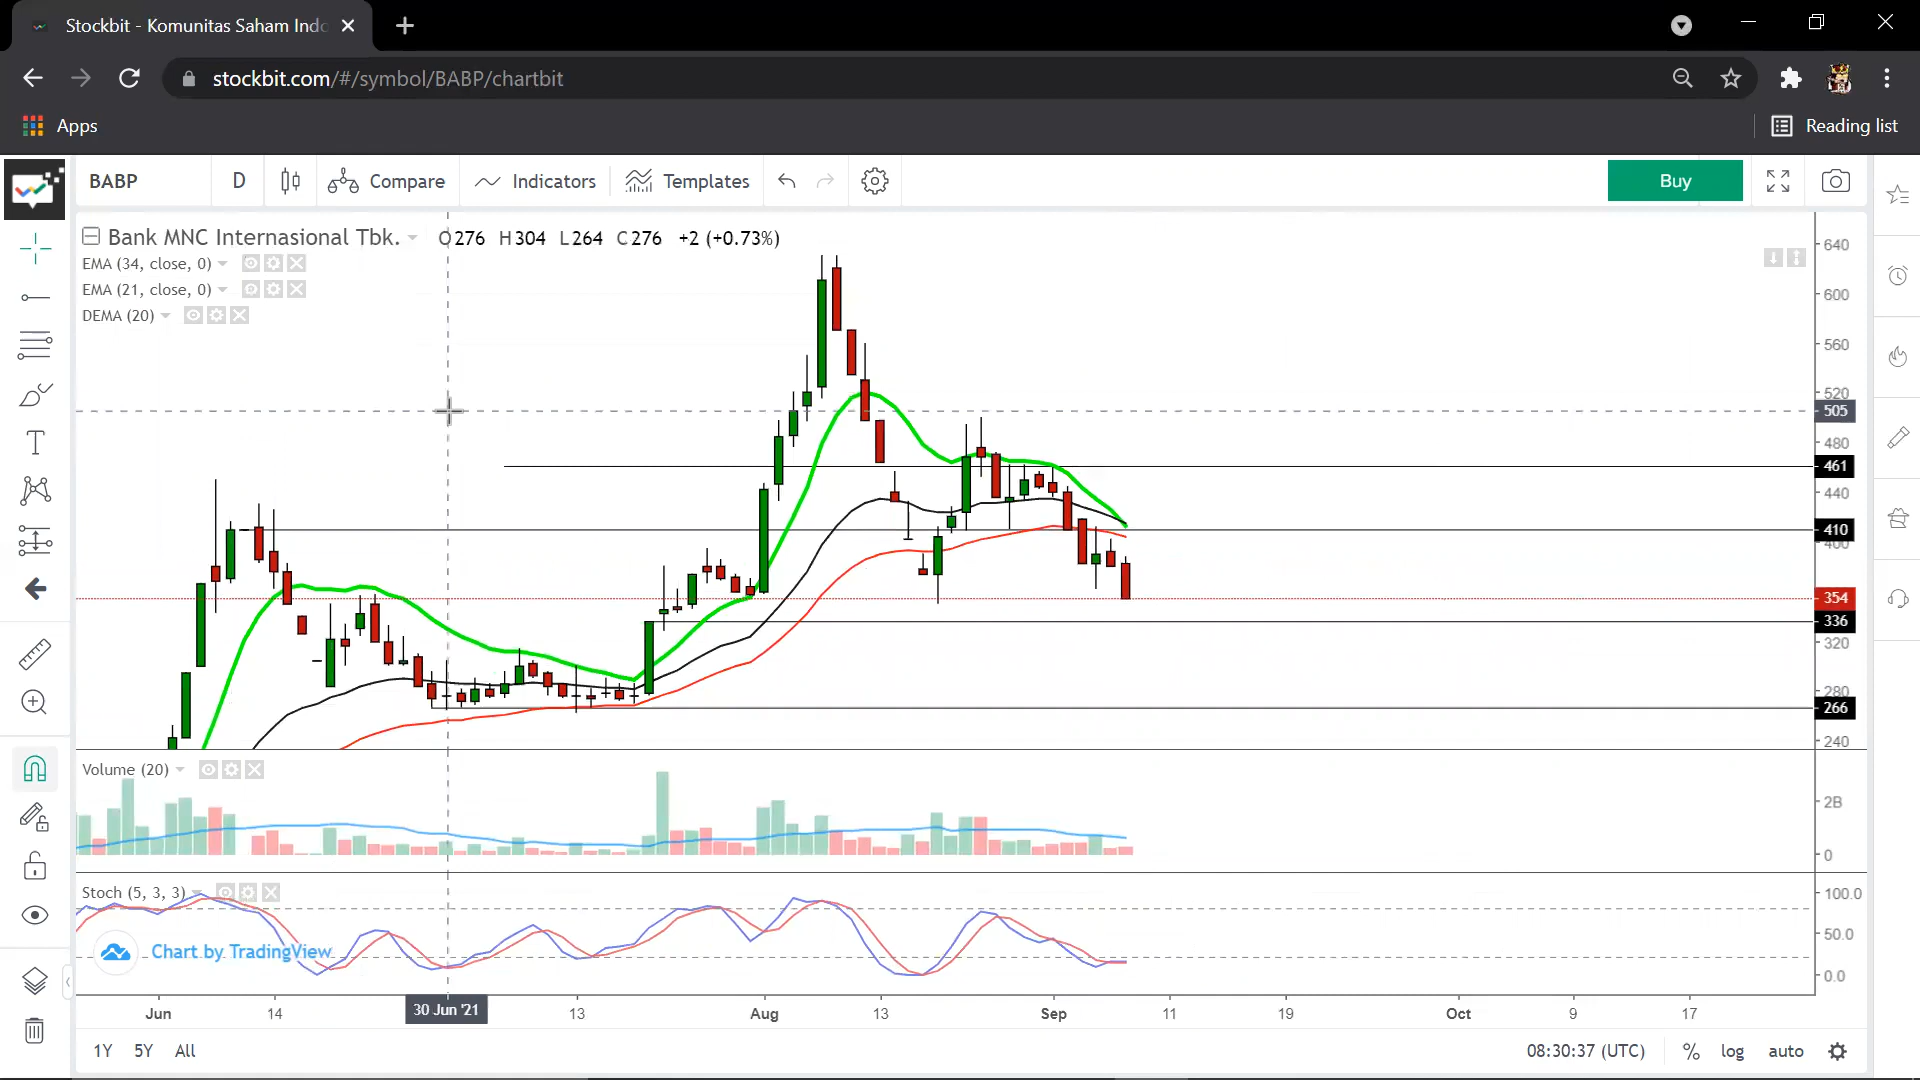 Stockbit - Komunitas Saham Indo
stockbit.com/#/symbol/BABP/chartbit
Apps
Reading list
BABP
D
Compare
Indicators
Templates
Buy
Bank MNC Internasional Tbk. O276 H304 L264 C276 +2 (+0.73%)
EMA (34, close, 0)
EMA (21, close, 0)
DEMA (20)
640
600
560
520
505
480
461
440
410
400
354
336
320
280
266
240
Volume (20)
2B
0
Stoch (5, 3, 3)
100.0
50.0
0.0
Chart by TradingView
Jun
14
30 Jun '21
13
Aug
13
Sep
11
19
Oct
9
17
1Y
5Y
All
08:30:37 (UTC)
%
log
auto